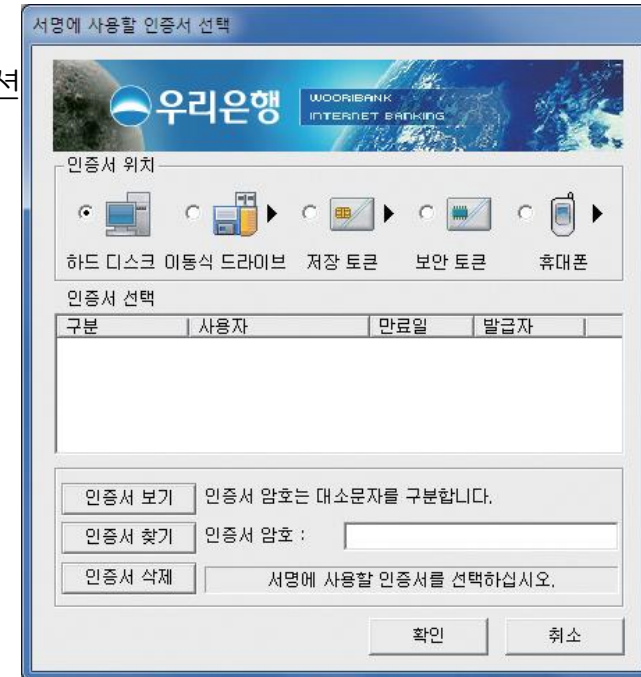 서명에 사용할 인증서 선택
션
우리은행
WOORIBANK
INTERNET BANKING
인증서 위치
하드 디스크 이동식 드라이브 저장 토큰 보안 토큰 휴대폰
인증서 선택
구분 사용자 만료일 발급자
인증서 보기 인증서 암호는 대소문자를 구분합니다.
인증서 찾기 인증서 암호 :
인증서 삭제 서명에 사용할 인증서를 선택하십시오.
확인 취소